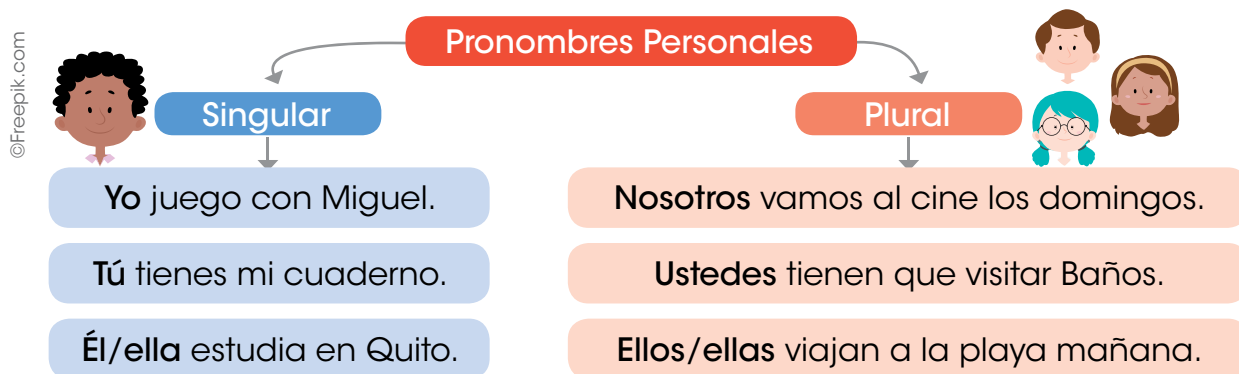 ©Freepik.com
Pronombres Personales
Singular
Yo juego con Miguel.
Tú tienes mi cuaderno.
Él/ella estudia en Quito.
Plural
Nosotros vamos al cine los domingos.
Ustedes tienen que visitar Baños.
Ellos/ellas viajan a la playa mañana.